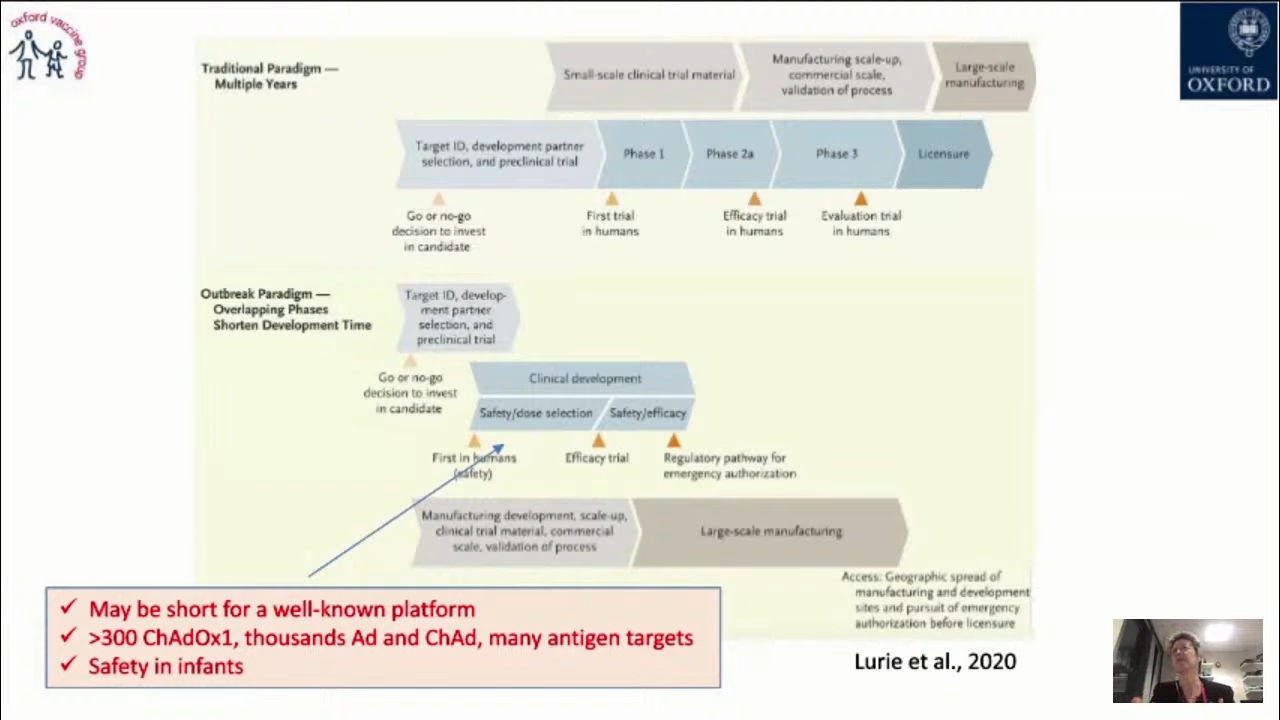 oxford vaccine group
UNIVERSITY OF
OXFORD
Traditional Paradigm —
Multiple Years
Small-scale clinical trial material
Manufacturing scale-up,
commercial scale,
validation of process
Large-scale
manufacturing
Target ID, development partner
selection, and preclinical trial
Phase 1
Phase 2a
Phase 3
Licensure
Go or no-go
decision to invest
in candidate
First trial
in humans
Efficacy trial
in humans
Evaluation trial
in humans
Outbreak Paradigm —
Overlapping Phases
Shorten Development Time
Target ID, develop-
ment partner
selection, and
preclinical trial
Go or no-go
decision to invest
in candidate
Clinical development
Safety/dose selection
Safety/efficacy
First in humans
(safety)
Efficacy trial
Regulatory pathway for
emergency authorization
Manufacturing development, scale-up,
clinical trial material, commercial
scale, validation of process
Large-scale manufacturing
Access: Geographic spread of
manufacturing and development
sites and pursuit of emergency
authorization before licensure
✓ May be short for a well-known platform
✓ >300 ChAdOx1, thousands Ad and ChAd, many antigen targets
✓ Safety in infants
Lurie et al., 2020